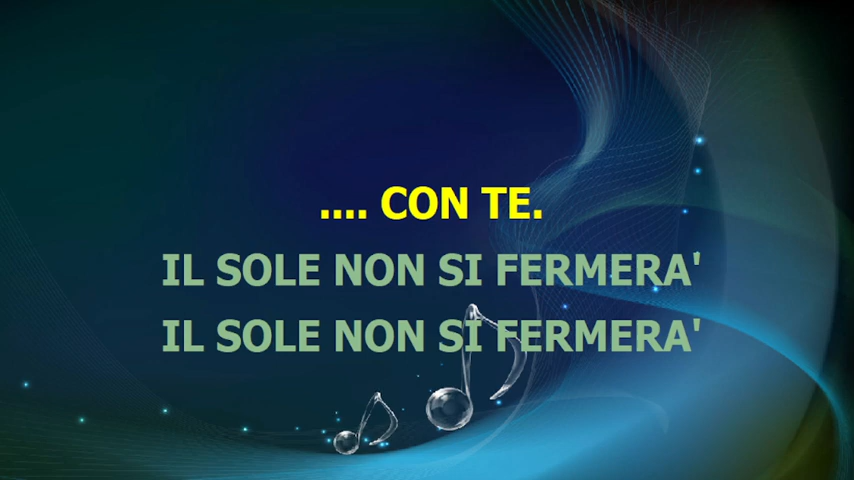 .... CON TE.
IL SOLE NON SI FERMERA'
IL SOLE NON SI FERMERA'